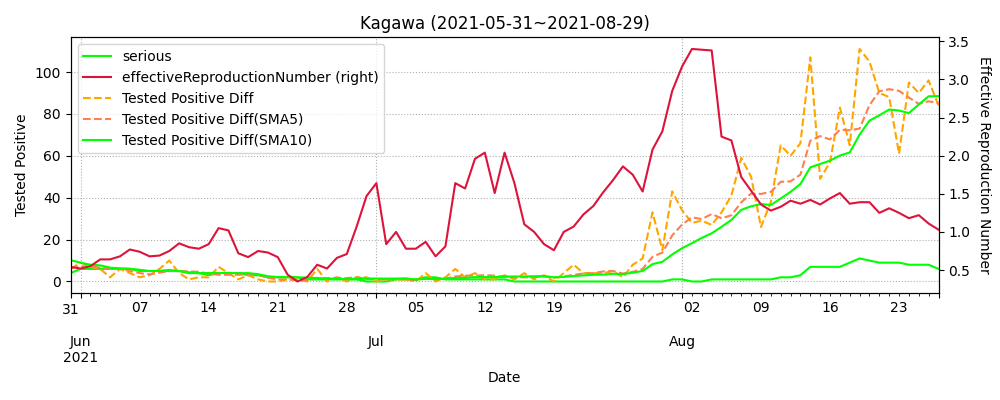 Kagawa (2021-05-31~2021-08-29)
serious
effectiveReproductionNumber (right)
Tested Positive Diff
Tested Positive Diff(SMA5)
Tested Positive Diff(SMA10)
Tested Positive
100
80
60
40
20
0
3.5
3.0
2.5
2.0
1.5
1.0
0.5
Effective Reproduction Number
31 07 14 21 28 05 12 19 26 02 09 16 23
Jun Jul Aug
2021
Date